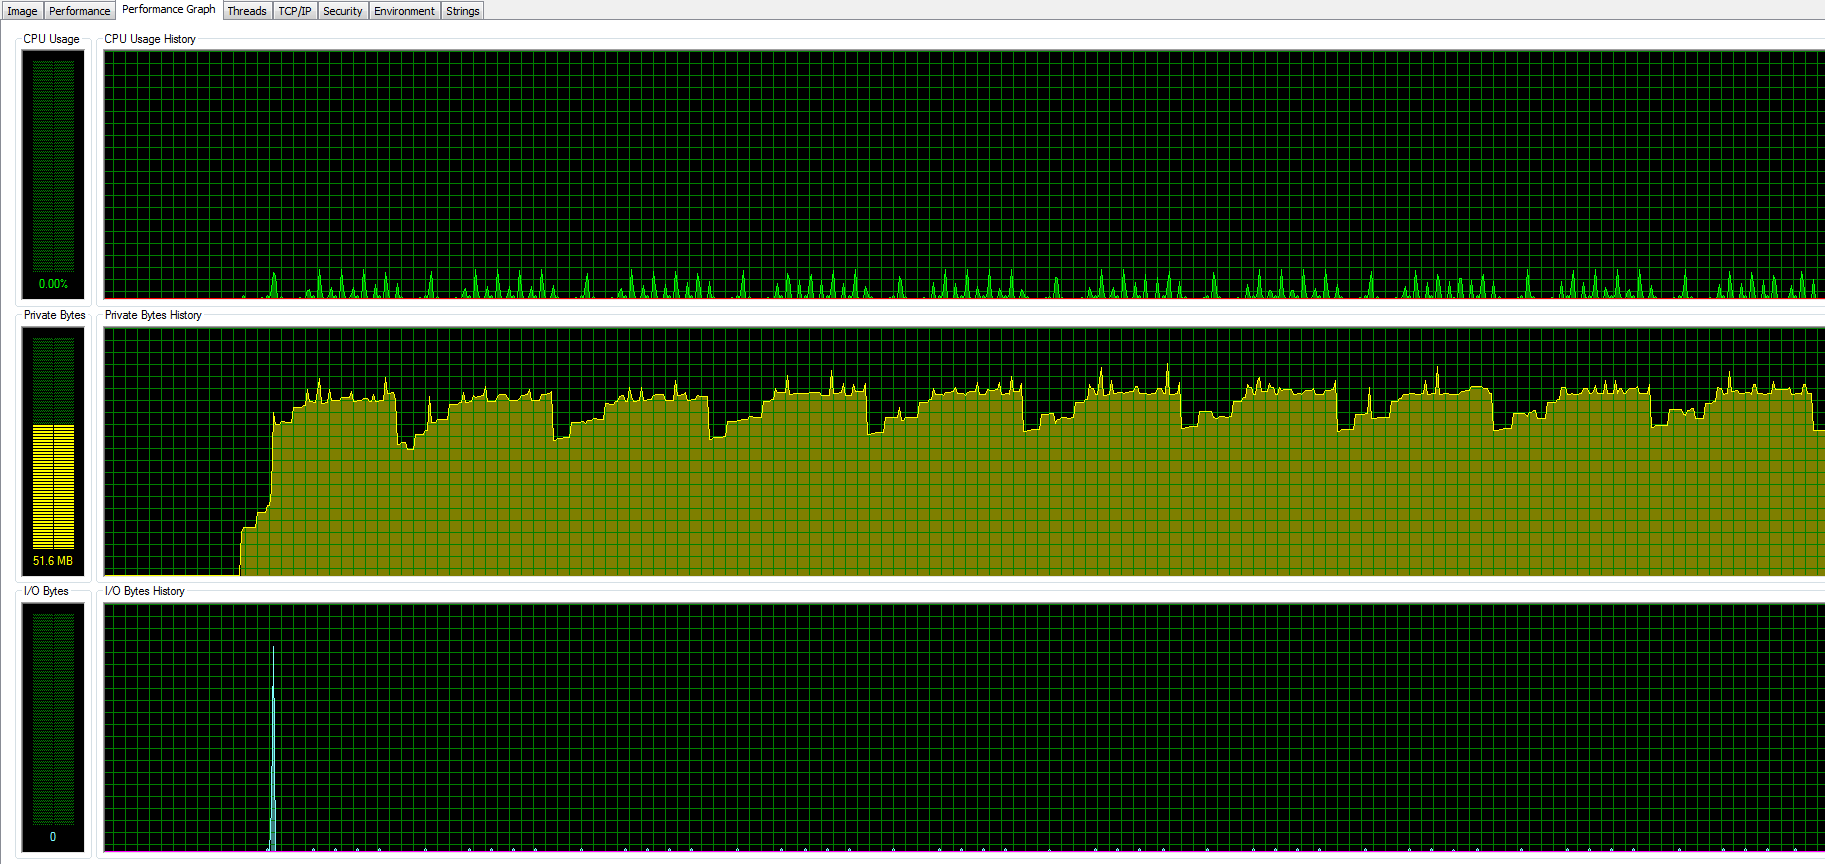 Image Performance Performance Graph Threads TCP/IP Security Environment Strings
CPU Usage CPU Usage History
0.00%
Private Bytes Private Bytes History
51.6 MB
I/O Bytes I/O Bytes History
0